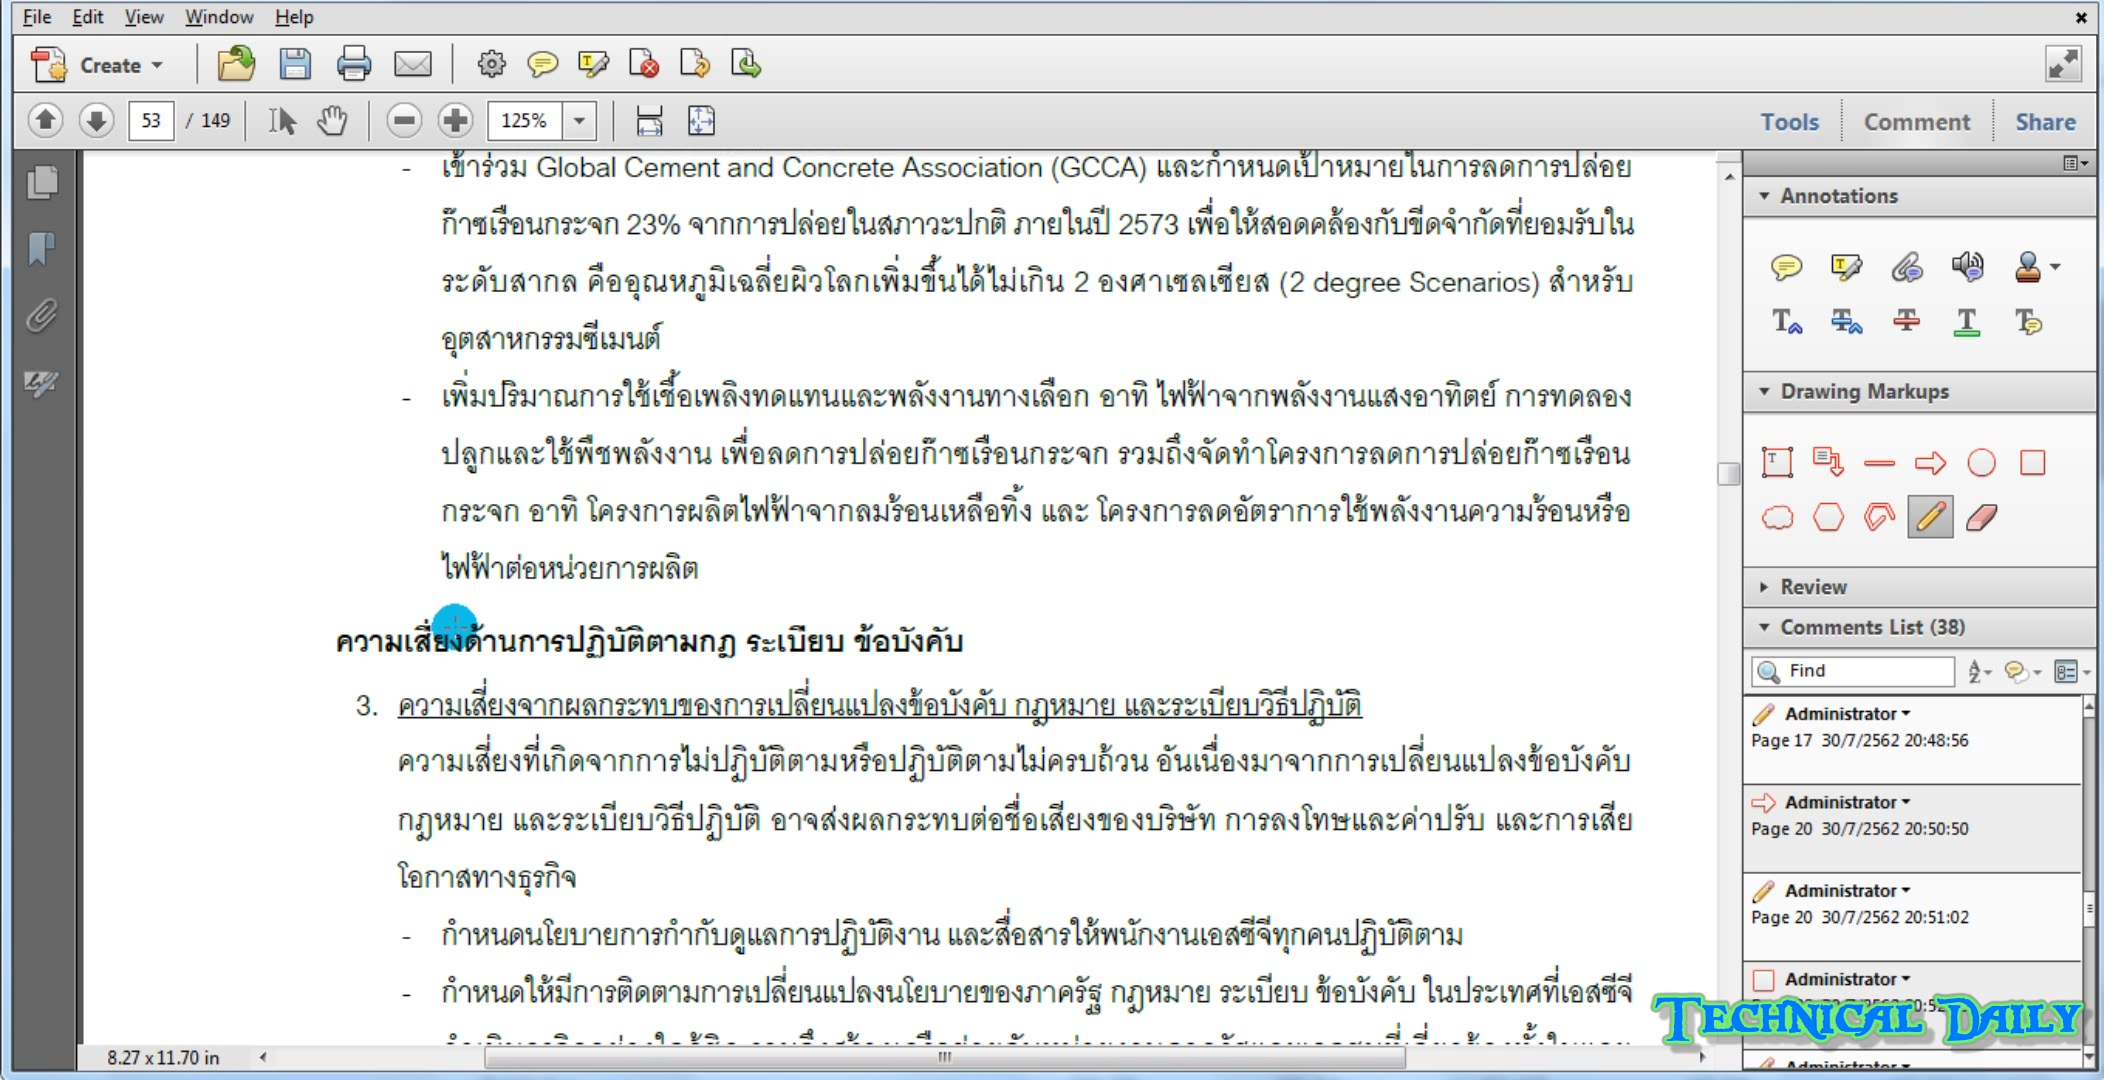 File Edit View Window Help
Create
53 / 149 125% Tools Comment Share
- เข้าร่วม Global Cement and Concrete Association (GCCA) และกำหนดเป้าหมายในการลดการปล่อย
ก๊าซเรือนกระจก 23% จากการปล่อยในสภาวะปกติ ภายในปี 2573 เพื่อให้สอดคล้องกับขีดจำกัดที่ยอมรับใน
ระดับสากล คืออุณหภูมิเฉลี่ยผิวโลกเพิ่มขึ้นได้ไม่เกิน 2 องศาเซลเซียส (2 degree Scenarios) สำหรับ
อุตสาหกรรมซีเมนต์
- เพิ่มปริมาณการใช้เชื้อเพลิงทดแทนและพลังงานทางเลือก อาทิ ไฟฟ้าจากพลังงานแสงอาทิตย์ การทดลอง
ปลูกและใช้พืชพลังงาน เพื่อลดการปล่อยก๊าซเรือนกระจก รวมถึงจัดทำโครงการลดการปล่อยก๊าซเรือน
กระจก อาทิ โครงการผลิตไฟฟ้าจากลมร้อนเหลือทิ้ง และ โครงการลดอัตราการใช้พลังงานความร้อนหรือ
ไฟฟ้าต่อหน่วยการผลิต
ความเสี่ยงด้านการปฏิบัติตามกฎ ระเบียบ ข้อบังคับ
3. ความเสี่ยงจากผลกระทบของการเปลี่ยนแปลงข้อบังคับ กฎหมาย และระเบียบวิธีปฏิบัติ
ความเสี่ยงที่เกิดจากการไม่ปฏิบัติตามหรือปฏิบัติตามไม่ครบถ้วน อันเนื่องมาจากการเปลี่ยนแปลงข้อบังคับ
กฎหมาย และระเบียบวิธีปฏิบัติ อาจส่งผลกระทบต่อชื่อเสียงของบริษัท การลงโทษและค่าปรับ และการเสีย
โอกาสทางธุรกิจ
- กำหนดนโยบายการกำกับดูแลการปฏิบัติงาน และสื่อสารให้พนักงานเอสซีจีทุกคนปฏิบัติตาม
- กำหนดให้มีการติดตามการเปลี่ยนแปลงนโยบายของภาครัฐ กฎหมาย ระเบียบ ข้อบังคับ ในประเทศที่เอสซีจี
8.27 x 11.70 in
Annotations
Drawing Markups
Review
Comments List (38)
Find
Administrator
Page 17 30/7/2562 20:48:56
Administrator
Page 20 30/7/2562 20:50:50
Administrator
Page 20 30/7/2562 20:51:02
Administrator
Technical Daily
Administrator